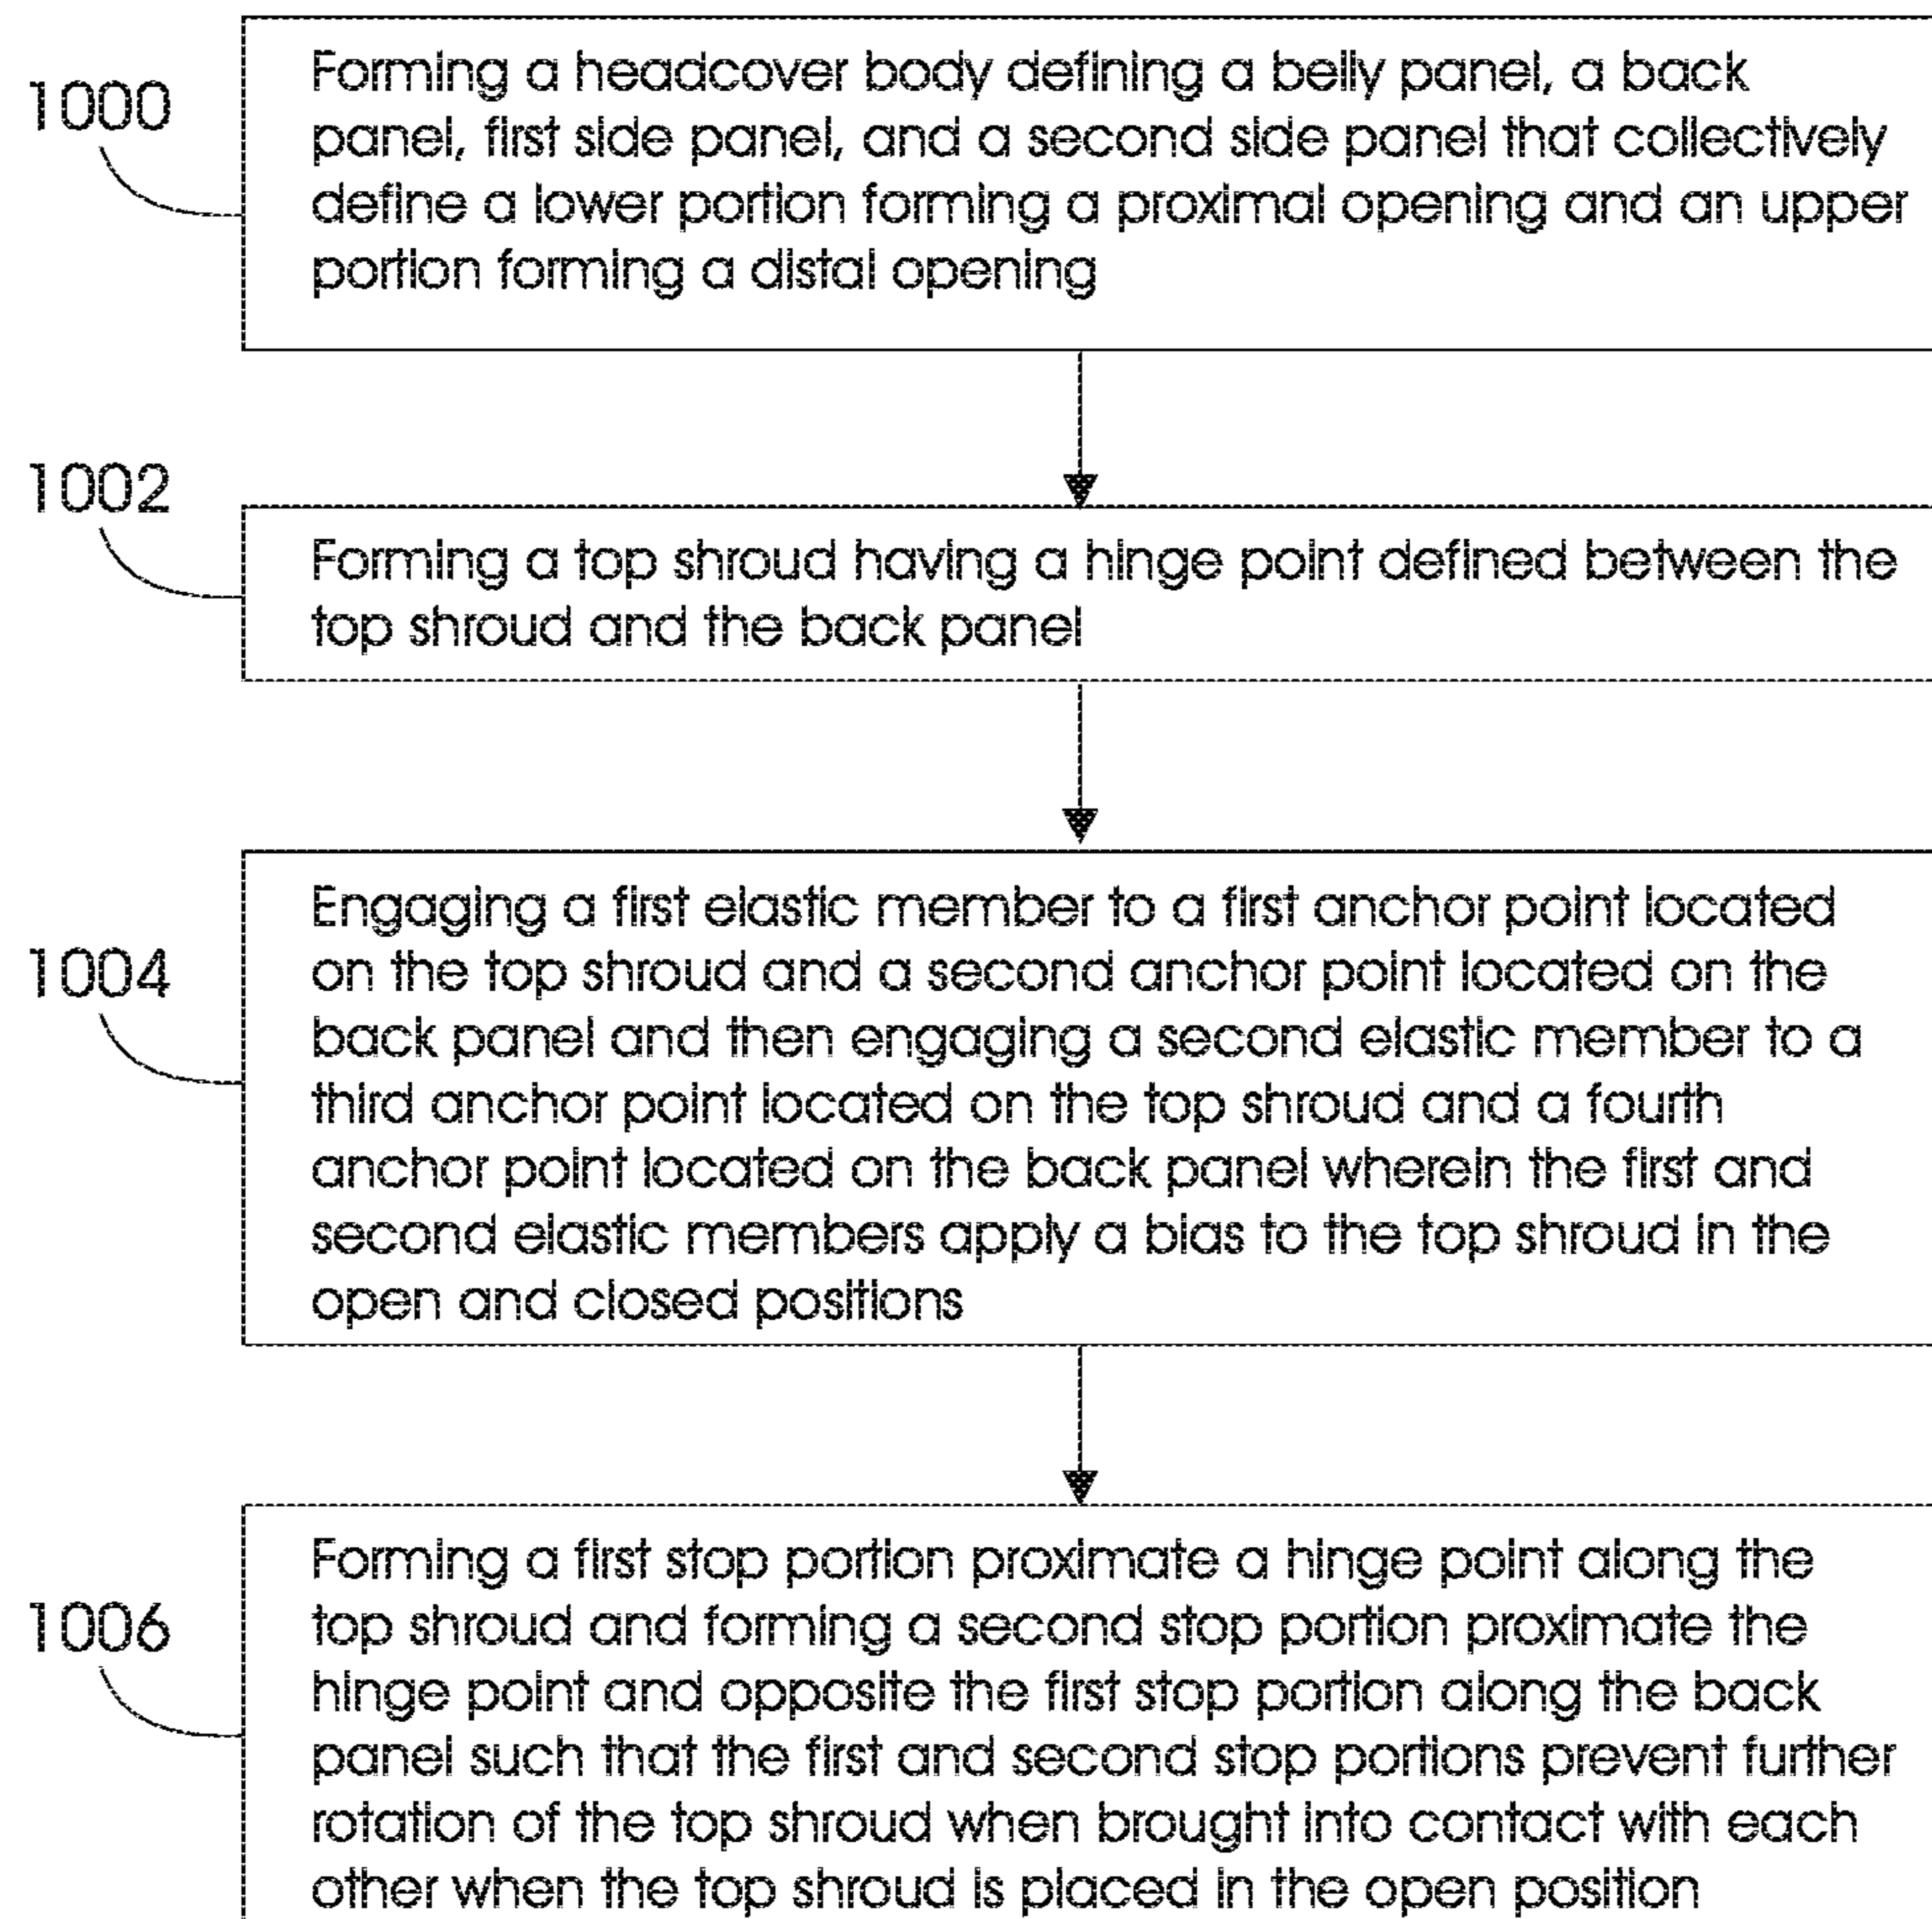 1000
Forming a headcover body defining a belly panel, a back
panel, first side panel, and a second side panel that collectively
define a lower portion forming a proximal opening and an upper
portion forming a distal opening
1002
Forming a top shroud having a hinge point defined between the
top shroud and the back panel
1004
Engaging a first elastic member to a first anchor point located
on the top shroud and a second anchor point located on the
back panel and then engaging a second elastic member to a
third anchor point located on the top shroud and a fourth
anchor point located on the back panel wherein the first and
second elastic members apply a bias to the top shroud in the
open and closed positions
1006
Forming a first stop portion proximate a hinge point along the
top shroud and forming a second stop portion proximate the
hinge point and opposite the first stop portion along the back
panel such that the first and second stop portions prevent further
rotation of the top shroud when brought into contact with each
other when the top shroud is placed in the open position